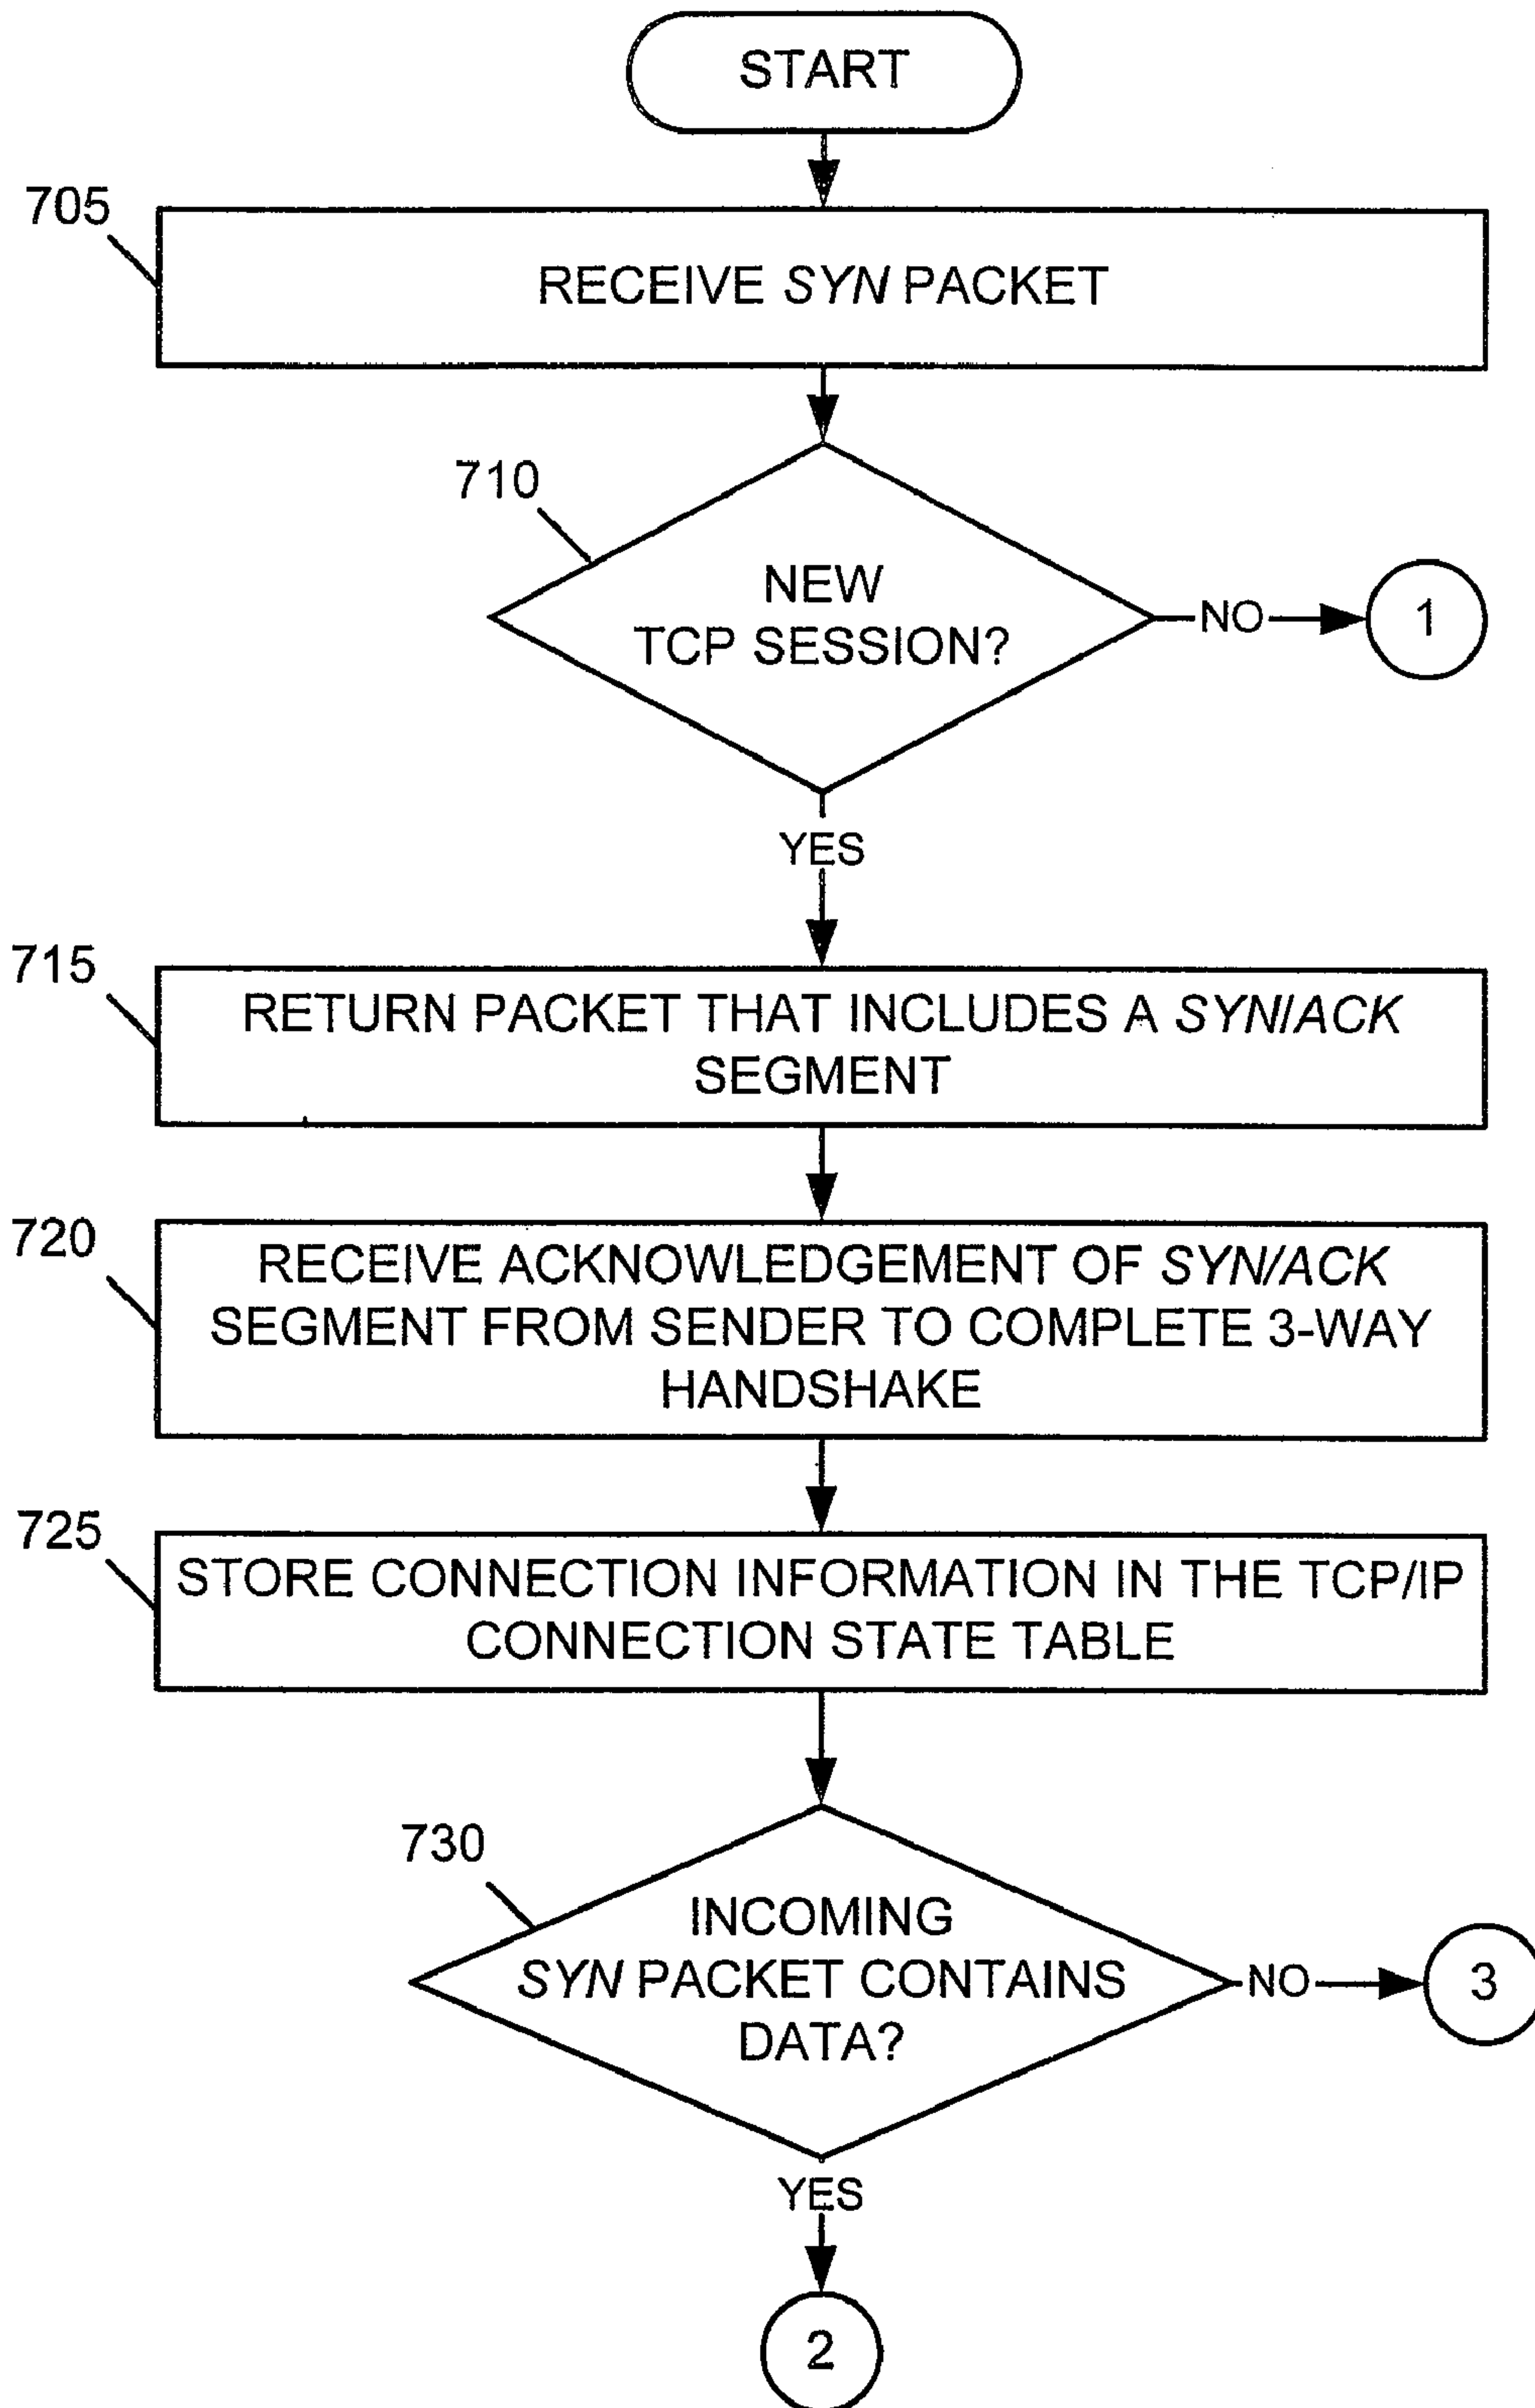 START
705
RECEIVE SYN PACKET
710
NEW
TCP SESSION?
NO
1
YES
715
RETURN PACKET THAT INCLUDES A SYN/ACK
SEGMENT
720
RECEIVE ACKNOWLEDGEMENT OF SYN/ACK
SEGMENT FROM SENDER TO COMPLETE 3-WAY
HANDSHAKE
725
STORE CONNECTION INFORMATION IN THE TCP/IP
CONNECTION STATE TABLE
730
INCOMING
SYN PACKET CONTAINS
DATA?
NO
3
YES
2